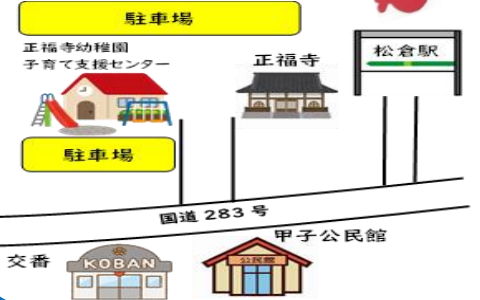 駐車場
正福寺幼稚園
子育て支援センター
正福寺
松倉駅
駐車場
国道 283 号
甲子公民館
交番
KOBAN
公民館